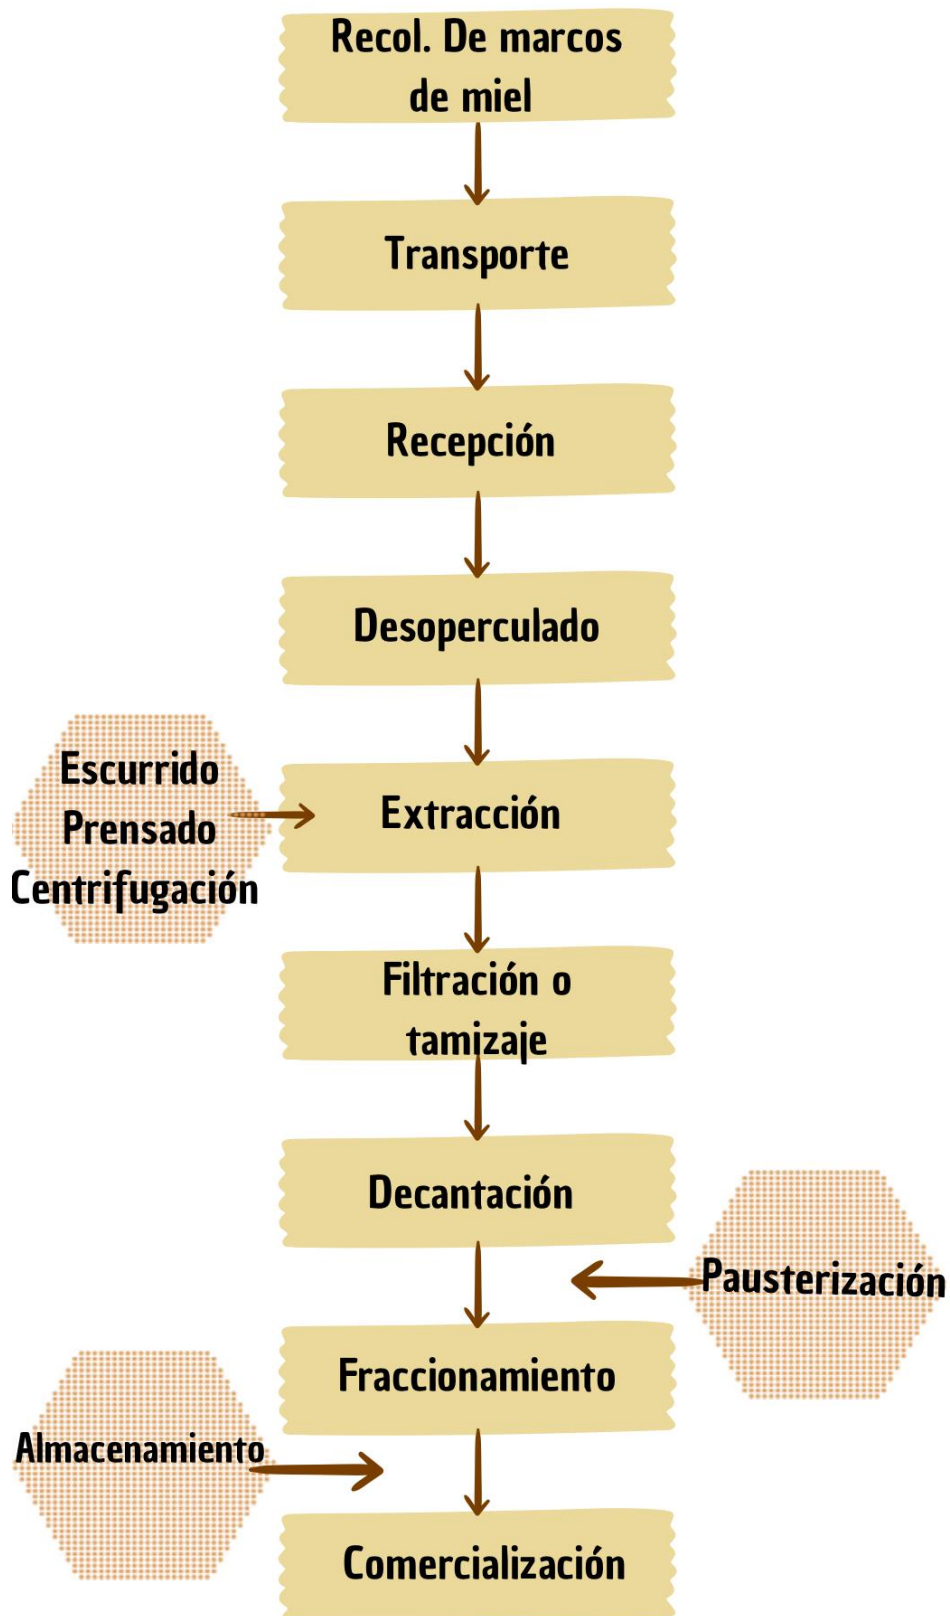 Recol. De marcos
de miel
Transporte
Recepción
Desoperculado
Escurrido
Prensado
Centrifugación
Extracción
Filtración o
tamizaje
Decantación
Pausterización
Fraccionamiento
Almacenamiento
Comercialización